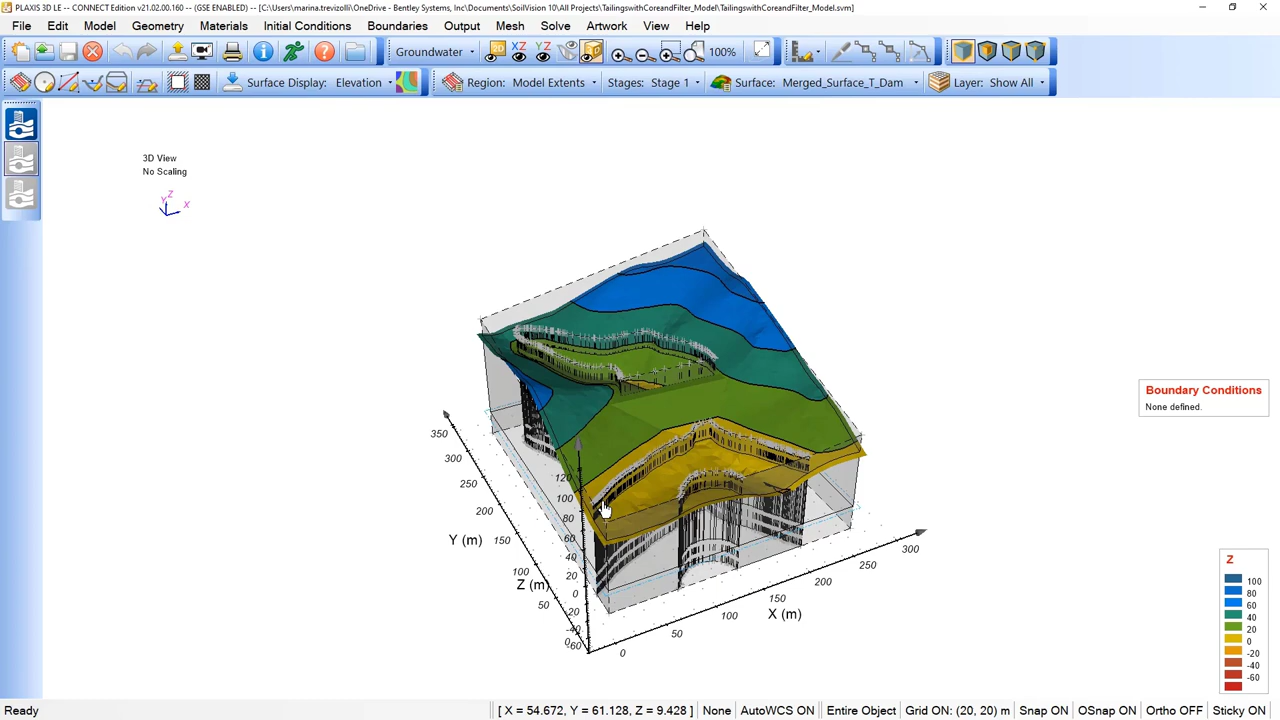 PLAXIS 3D LE -- CONNECT Edition v21.02.00.160 -- (GSE ENABLED) -- [C:\Users\marina.trevizolli\OneDrive - Bentley Systems, Inc\Documents\SoilVision 10\All Projects\TailingswithCoreandFilter_Model\TailingswithCoreandFilter_Model.svm]
File Edit Model Geometry Materials Initial Conditions Boundaries Mesh Solve Output Artwork View Help
Groundwater 2D XZ YZ 100%
Surface Display: Elevation Region: Model Extents Stages: Stage 1 Surface: Merged_Surface_T_Dam Layer: Show All
3D View
No Scaling
Y Z X
Boundary Conditions
None defined.
350
300
250
200
Y (m) 150
100
50
0
120
100
80
60
40
20
0
-20
-40
-60
Z (m)
0
50
100
150
200
250
300
X (m)
Z
100
80
60
40
20
0
-20
-40
-60
Ready [ X = 54.672, Y = 61.128, Z = 9.428 ] None AutoWCS ON Entire Object Grid ON: (20, 20) m Snap ON OSnap ON Ortho OFF Sticky ON